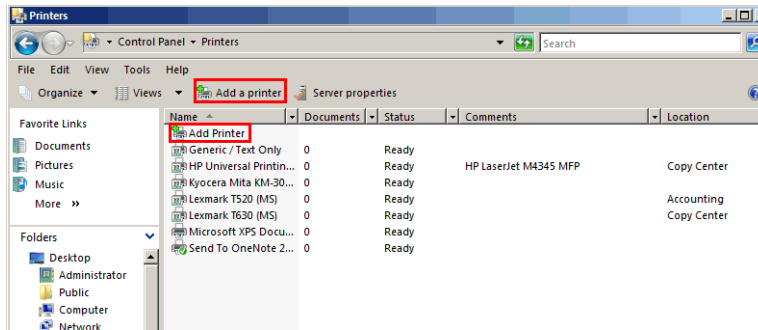 Printers
Control Panel Printers Search
File Edit View Tools Help
Organize Views Add a printer Server properties
Favorite Links
Documents
Pictures
Music
More »
Folders
Desktop
Administrator
Public
Computer
Network
Name Documents Status Comments Location
Add Printer
Generic / Text Only 0 Ready
HP Universal Printin... 0 Ready HP LaserJet M4345 MFP Copy Center
Kyocera Mita KM-30... 0 Ready
Lexmark T520 (MS) 0 Ready Accounting
Lexmark T630 (MS) 0 Ready Copy Center
Microsoft XPS Docu... 0 Ready
Send To OneNote 2... 0 Ready